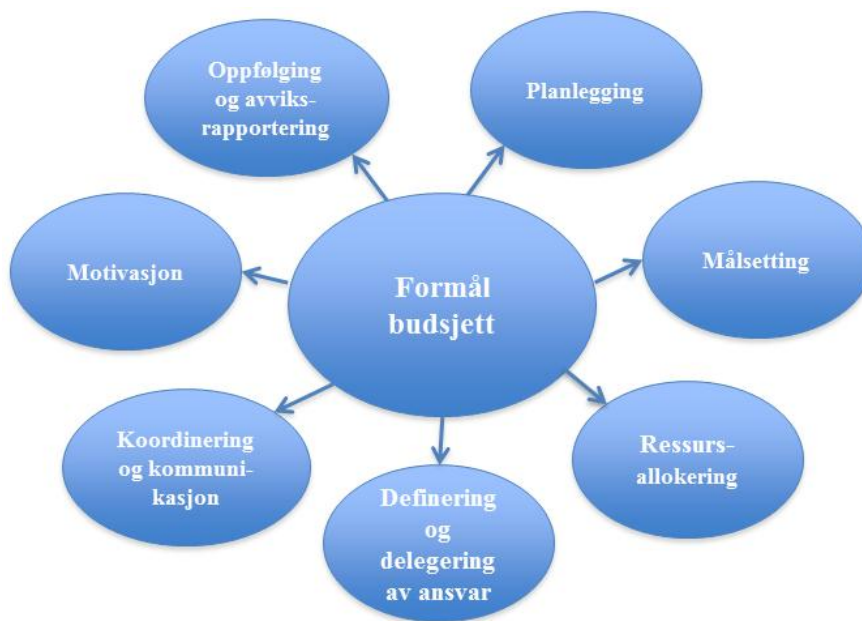 Oppfølging
og avviks-
rapportering
Planlegging
Motivasjon
Formål
budsjett
Målsetting
Koordinering
og kommuni-
kasjon
Ressurs-
allokering
Definering
og
delegering
av ansvar